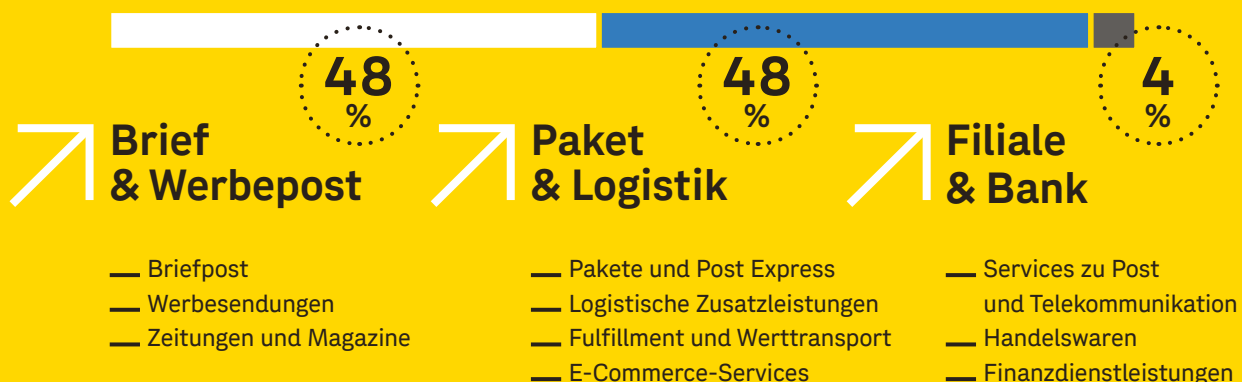 48
%
48
%
4
%
Brief
& Werbepost
Paket
& Logistik
Filiale
& Bank
Briefpost
Werbesendungen
Zeitungen und Magazine
Pakete und Post Express
Logistische Zusatzleistungen
Fulfillment und Werttransport
E-Commerce-Services
Services zu Post
und Telekommunikation
Handelswaren
Finanzdienstleistungen